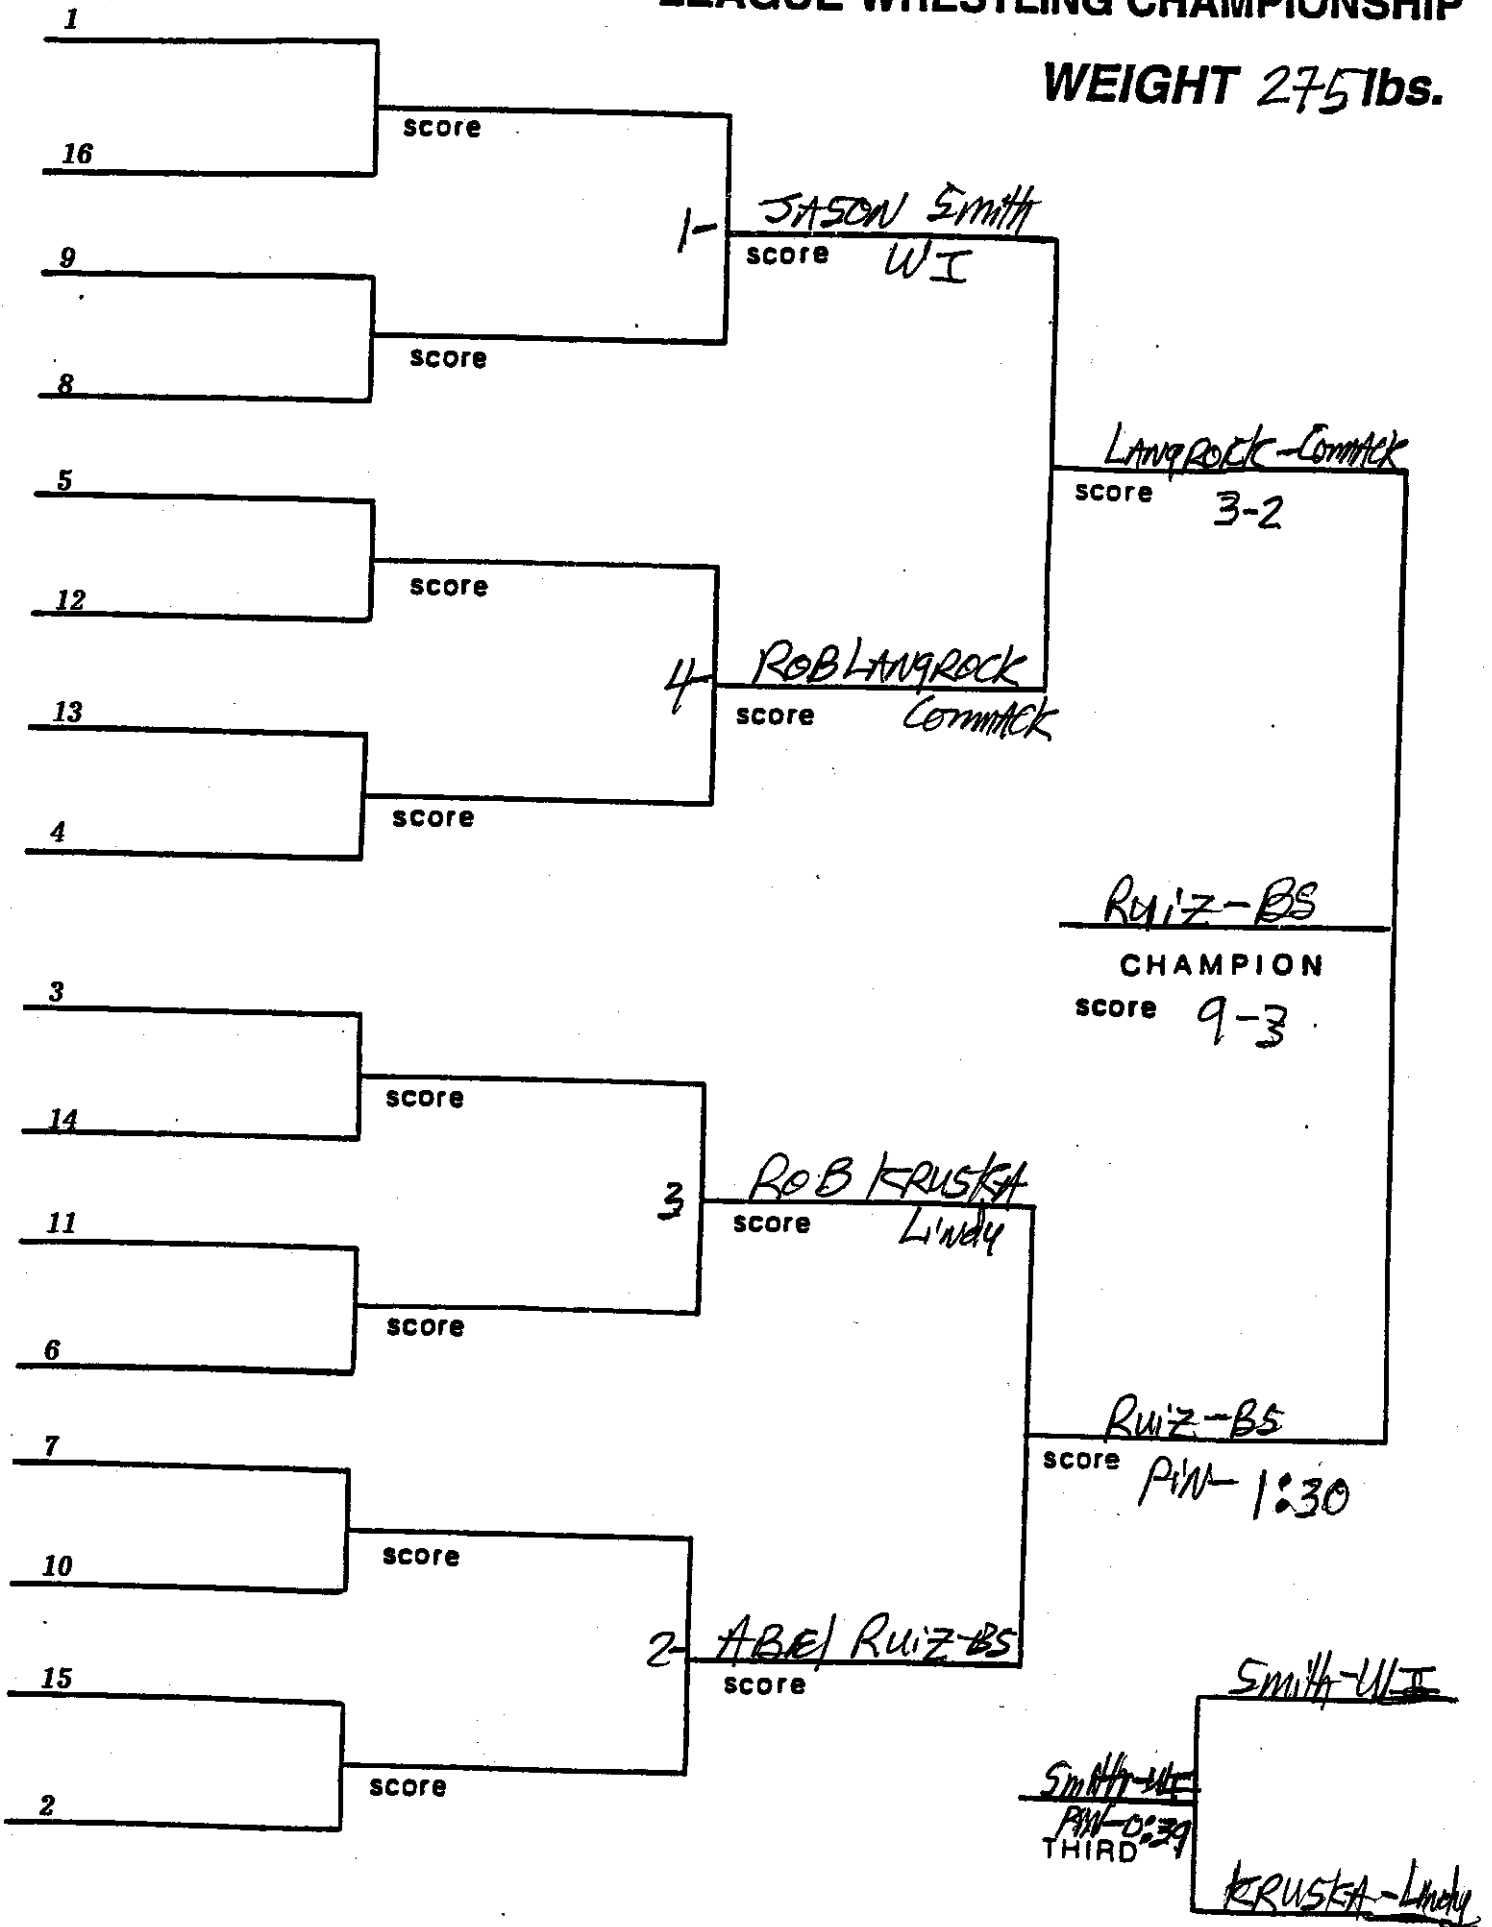 LEAGUE WRESTLING CHAMPIONSHIP
WEIGHT 275 lbs.
1
score
16
1- JASON Smith
score WI
9
score
8
LANGROCK-Commack
score 3-2
5
score
12
4 ROB LANGROCK
score Commack
13
score
4
Ruiz-BS
CHAMPION
score 9-3
3
score
14
3 ROB KRUSKA
score Lindy
11
score
6
Ruiz-BS
score PIN- 1:30
7
score
10
2- ABEl RUIZ-BS
score
15
score
2
Smith-WI
Smith-WI
PIN-0:39
THIRD
KRUSKA-Lindy